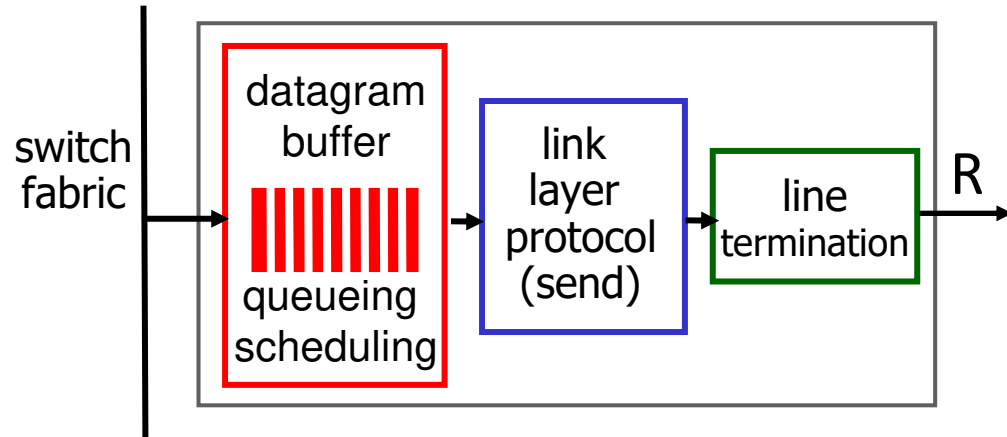 switch
fabric
datagram
buffer
queueing
scheduling
link
layer
protocol
(send)
line
termination
R